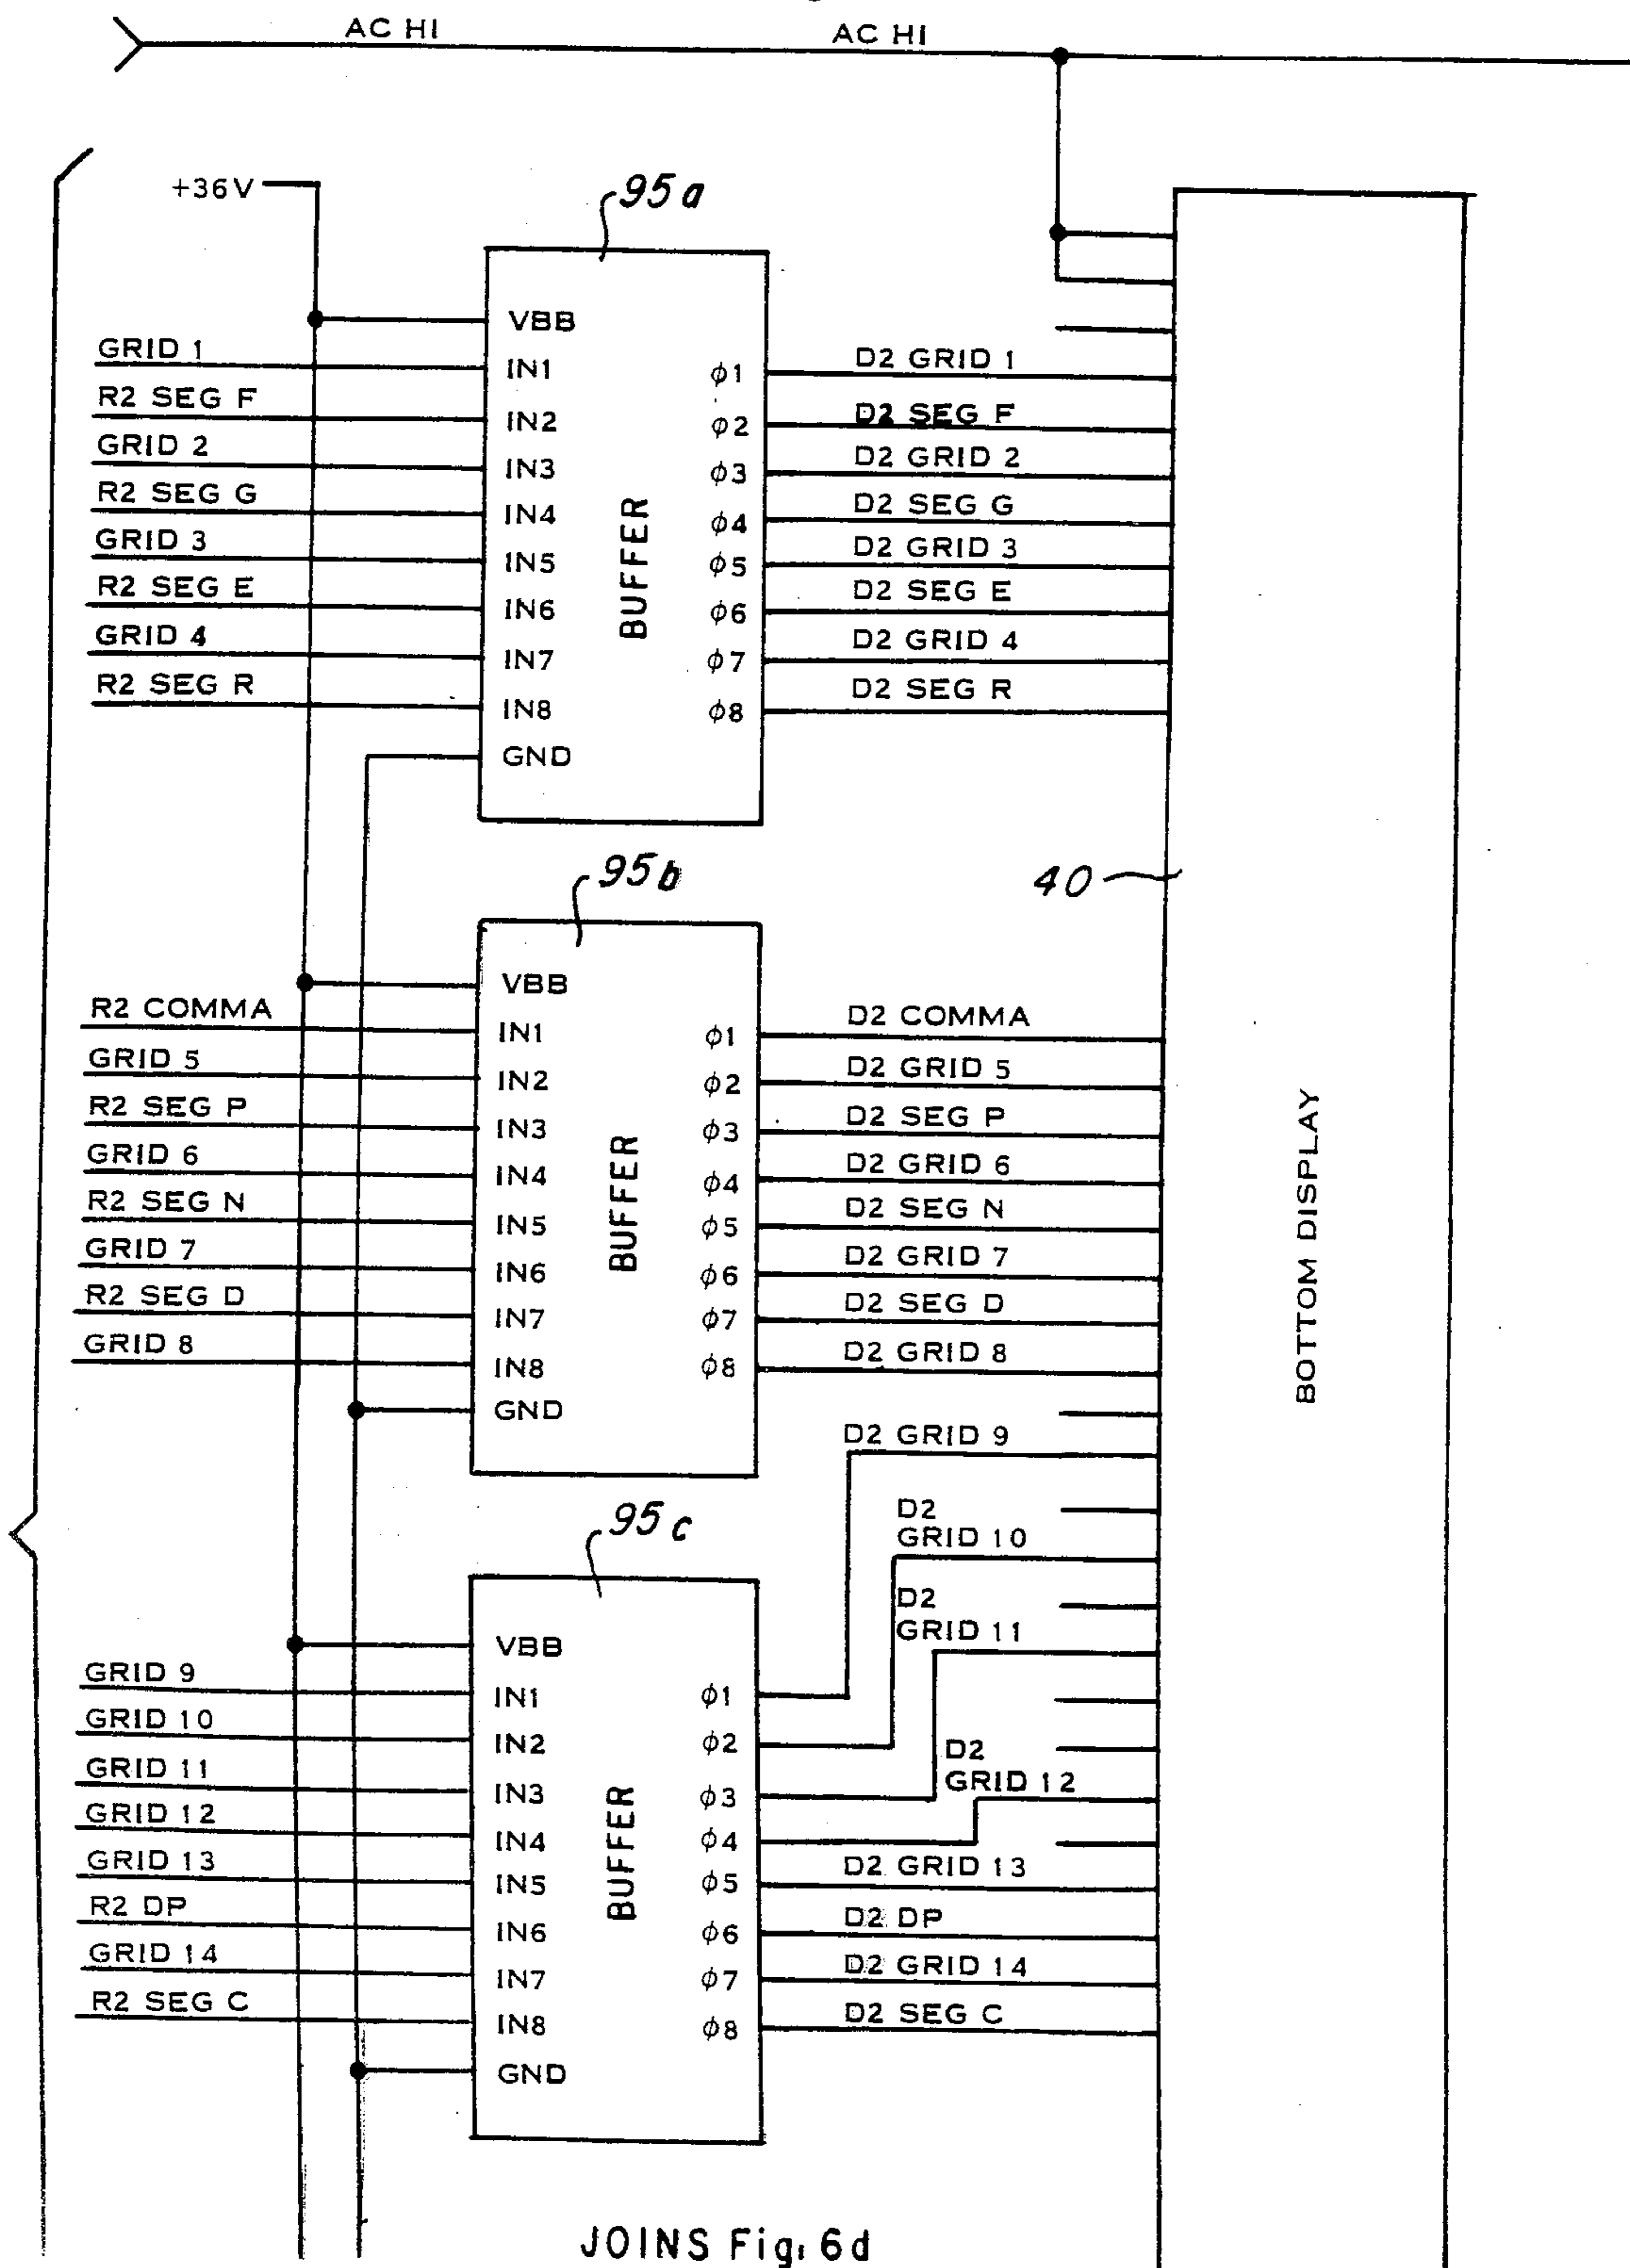 AC HI AC HI
+36V
95a
VBB
GRID 1 IN1 φ1 D2 GRID 1
R2 SEG F IN2 φ2 D2 SEG F
GRID 2 IN3 φ3 D2 GRID 2
R2 SEG G IN4 φ4 D2 SEG G
GRID 3 IN5 φ5 D2 GRID 3
R2 SEG E IN6 φ6 D2 SEG E
GRID 4 IN7 φ7 D2 GRID 4
R2 SEG R IN8 φ8 D2 SEG R
GND
BUFFER
95b
40
VBB
R2 COMMA IN1 φ1 D2 COMMA
GRID 5 IN2 φ2 D2 GRID 5
R2 SEG P IN3 φ3 D2 SEG P
GRID 6 IN4 φ4 D2 GRID 6
R2 SEG N IN5 φ5 D2 SEG N
GRID 7 IN6 φ6 D2 GRID 7
R2 SEG D IN7 φ7 D2 SEG D
GRID 8 IN8 φ8 D2 GRID 8
GND
BUFFER
BOTTOM DISPLAY
D2 GRID 9
D2
GRID 10
D2
GRID 11
D2
GRID 12
95c
VBB
GRID 9 IN1 φ1
GRID 10 IN2 φ2
GRID 11 IN3 φ3
GRID 12 IN4 φ4
GRID 13 IN5 φ5 D2 GRID 13
R2 DP IN6 φ6 D2 DP
GRID 14 IN7 φ7 D2 GRID 14
R2 SEG C IN8 φ8 D2 SEG C
GND
BUFFER
JOINS Fig. 6d